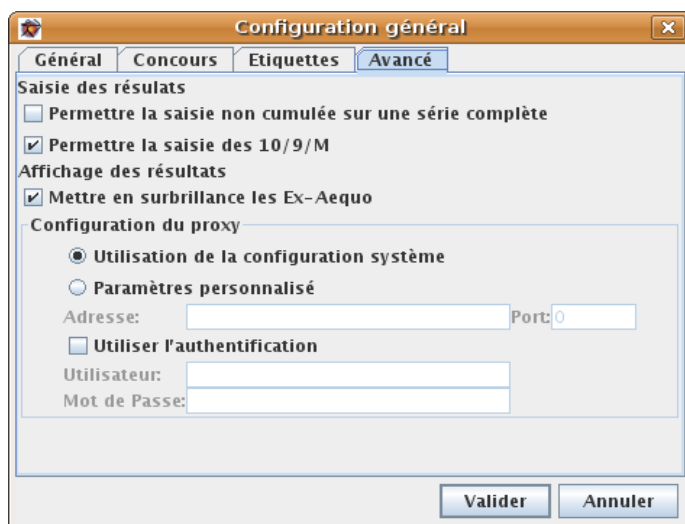 Configuration général
Général Concours Etiquettes Avancé
Saisie des résulats
Permettre la saisie non cumulée sur une série complète
Permettre la saisie des 10/9/M
Affichage des résultats
Mettre en surbrillance les Ex-Aequo
Configuration du proxy
Utilisation de la configuration système
Paramètres personnalisé
Adresse: Port: 0
Utiliser l'authentification
Utilisateur:
Mot de Passe:
Valider Annuler